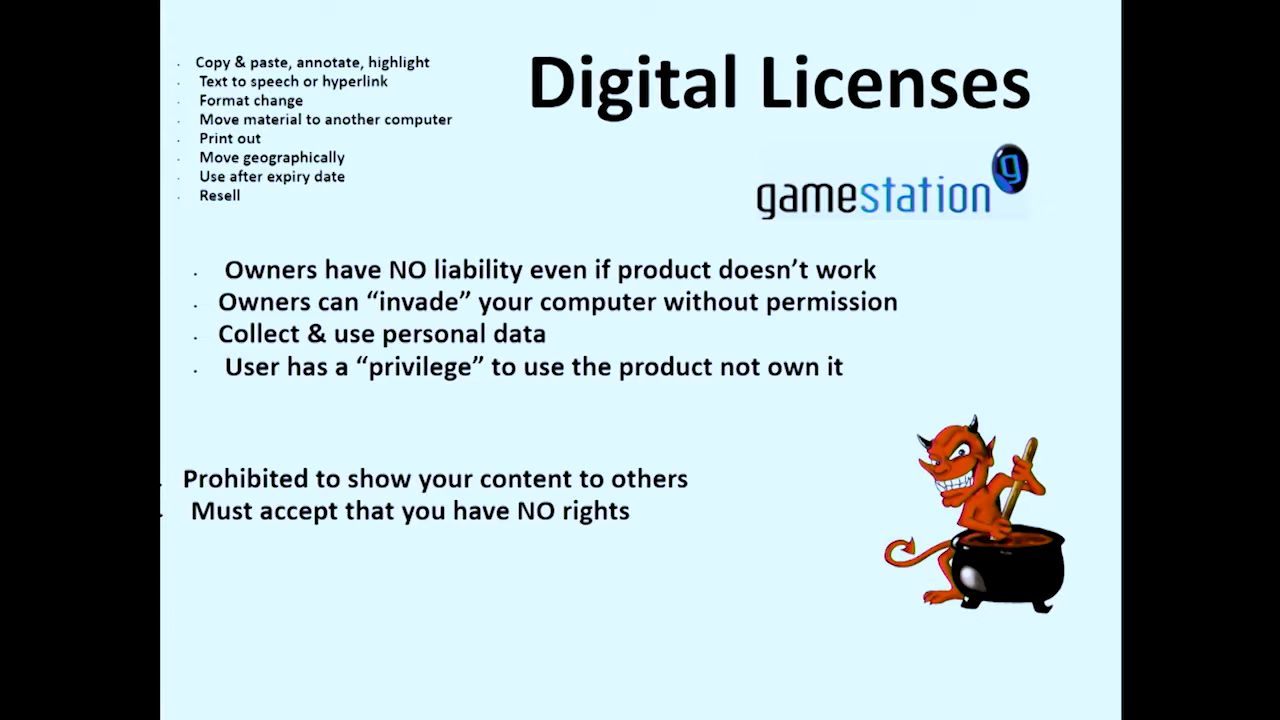 Digital Licenses
Copy & paste, annotate, highlight
Text to speech or hyperlink
Format change
Move material to another computer
Print out
Move geographically
Use after expiry date
Resell
gamestation g
Owners have NO liability even if product doesn’t work
Owners can “invade” your computer without permission
Collect & use personal data
User has a “privilege” to use the product not own it
Prohibited to show your content to others
Must accept that you have NO rights